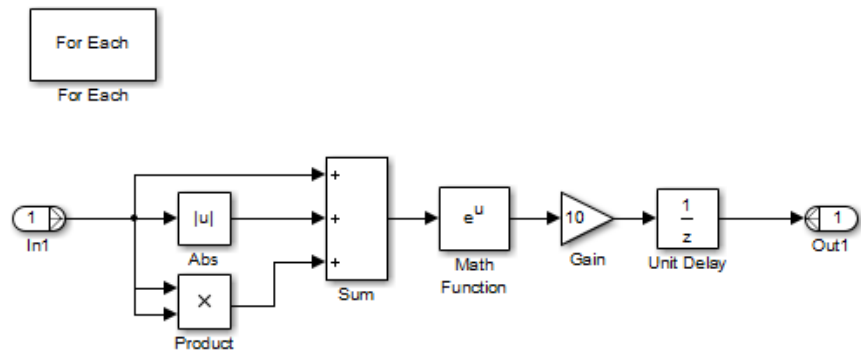 For Each
For Each
1
In1
|u|
Abs
×
Product
+
+
+
Sum
e^u
Math
Function
10
Gain
1
z
Unit Delay
1
Out1